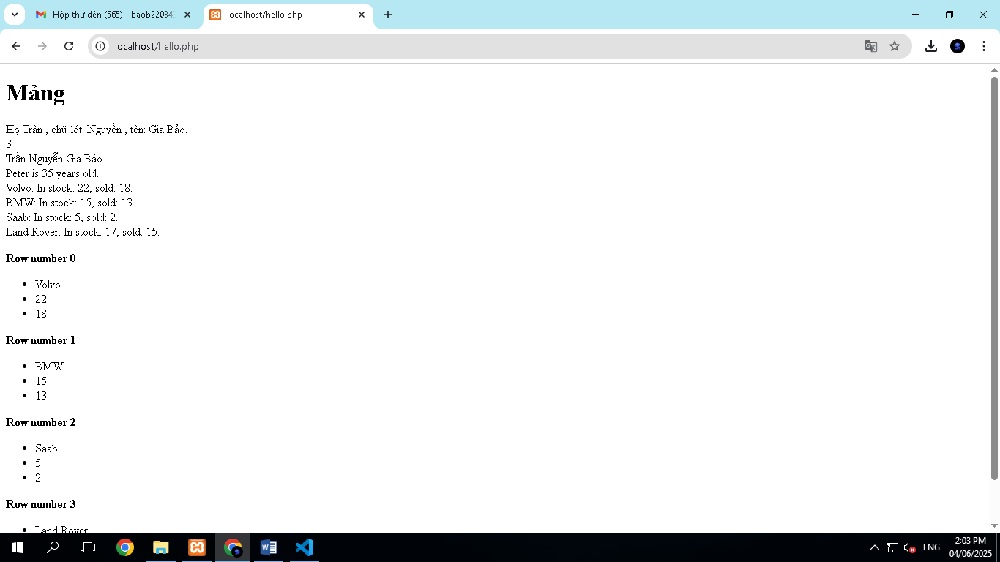 Hộp thư đến (565) - baob22034
localhost/hello.php
localhost/hello.php
Mảng
Họ Trần , chữ lót: Nguyễn , tên: Gia Bảo.
3
Trần Nguyễn Gia Bảo
Peter is 35 years old.
Volvo: In stock: 22, sold: 18.
BMW: In stock: 15, sold: 13.
Saab: In stock: 5, sold: 2.
Land Rover: In stock: 17, sold: 15.
Row number 0
Volvo
22
18
Row number 1
BMW
15
13
Row number 2
Saab
5
2
Row number 3
Land Rover
ENG
2:03 PM
04/06/2025